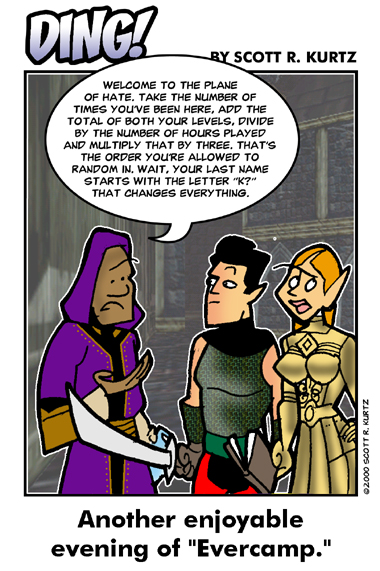 DING!
BY SCOTT R. KURTZ
WELCOME TO THE PLANE
OF HATE. TAKE THE NUMBER OF
TIMES YOU'VE BEEN HERE, ADD THE
TOTAL OF BOTH YOUR LEVELS, DIVIDE
BY THE NUMBER OF HOURS PLAYED
AND MULTIPLY THAT BY THREE. THAT'S
THE ORDER YOU'RE ALLOWED TO
RANDOM IN. WAIT, YOUR LAST NAME
STARTS WITH THE LETTER "K?"
THAT CHANGES EVERYTHING.
©2000 SCOTT R. KURTZ
Another enjoyable
evening of "Evercamp."